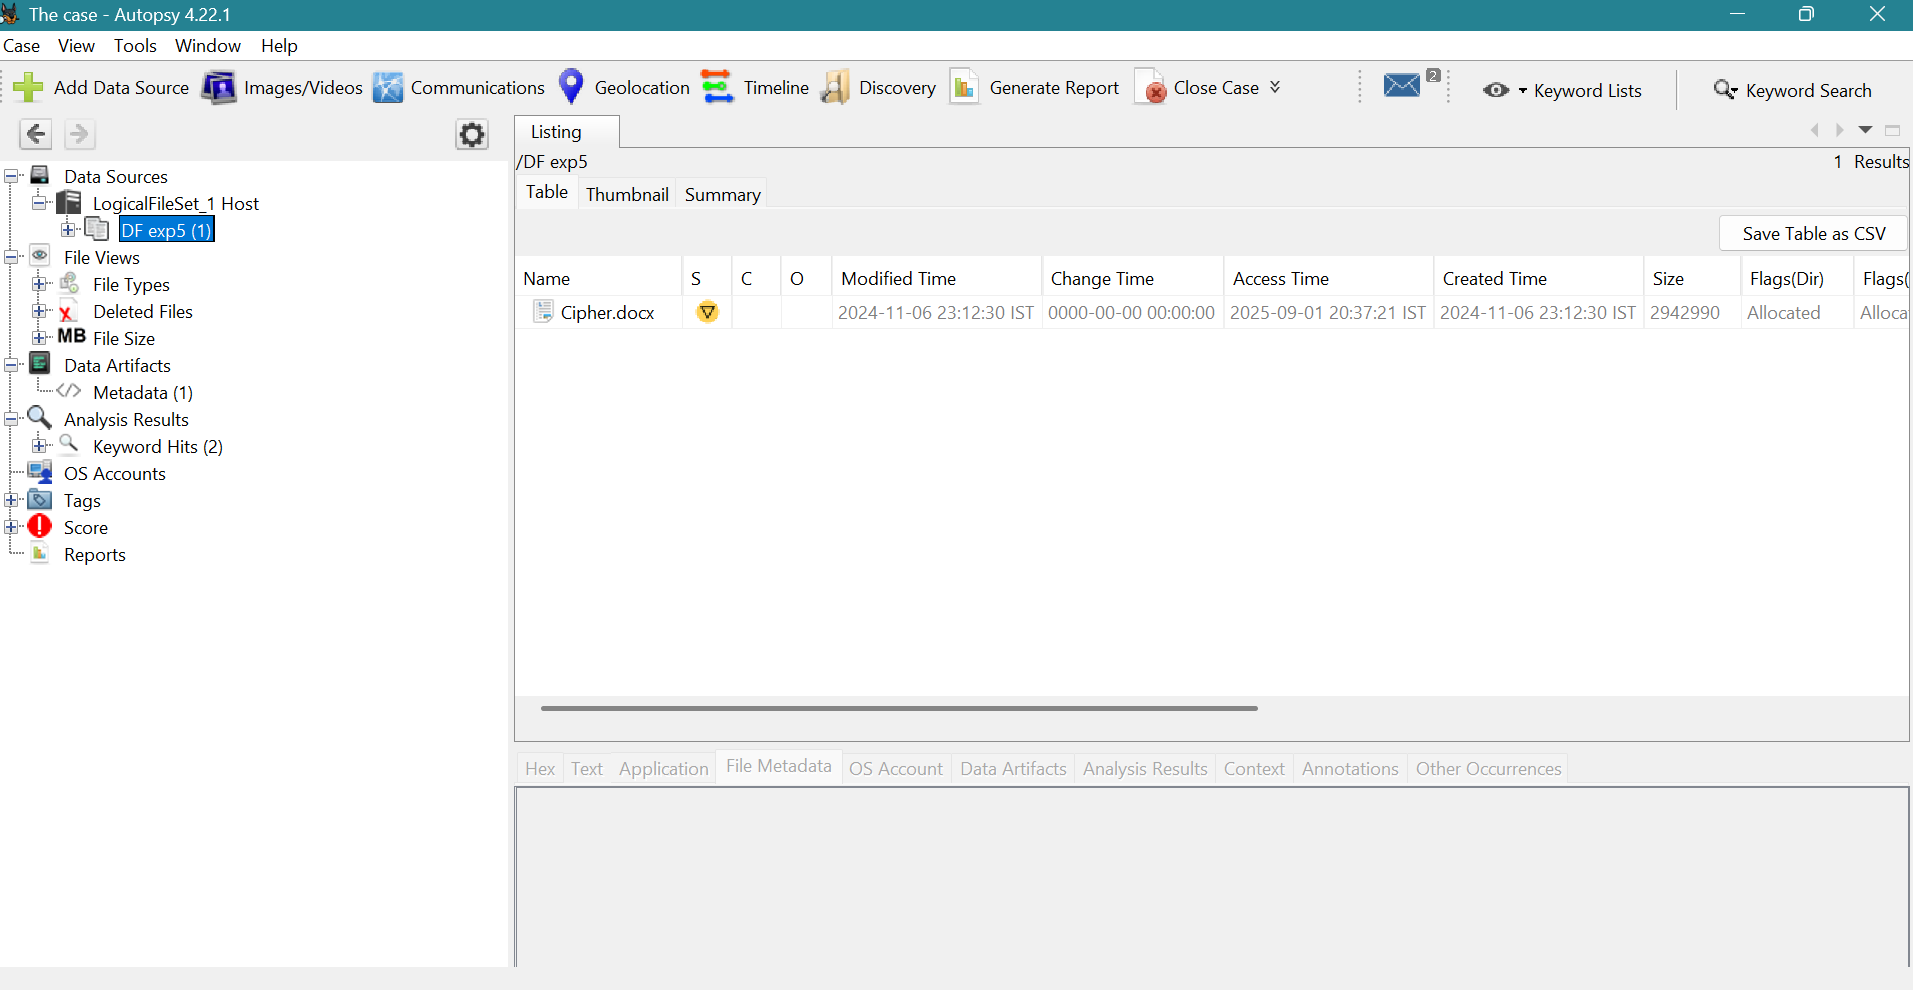 The case - Autopsy 4.22.1
Case View Tools Window Help
Add Data Source Images/Videos Communications Geolocation Timeline Discovery Generate Report Close Case 2 Keyword Lists Keyword Search
Listing
/DF exp5 1 Results
Table Thumbnail Summary
Save Table as CSV
Data Sources
LogicalFileSet_1 Host
DF exp5 (1)
File Views
File Types
Deleted Files
MB File Size
Data Artifacts
Metadata (1)
Analysis Results
Keyword Hits (2)
OS Accounts
Tags
Score
Reports
Name S C O Modified Time Change Time Access Time Created Time Size Flags(Dir) Flags(
Cipher.docx 2024-11-06 23:12:30 IST 0000-00-00 00:00:00 2025-09-01 20:37:21 IST 2024-11-06 23:12:30 IST 2942990 Allocated Alloca
Hex Text Application File Metadata OS Account Data Artifacts Analysis Results Context Annotations Other Occurrences